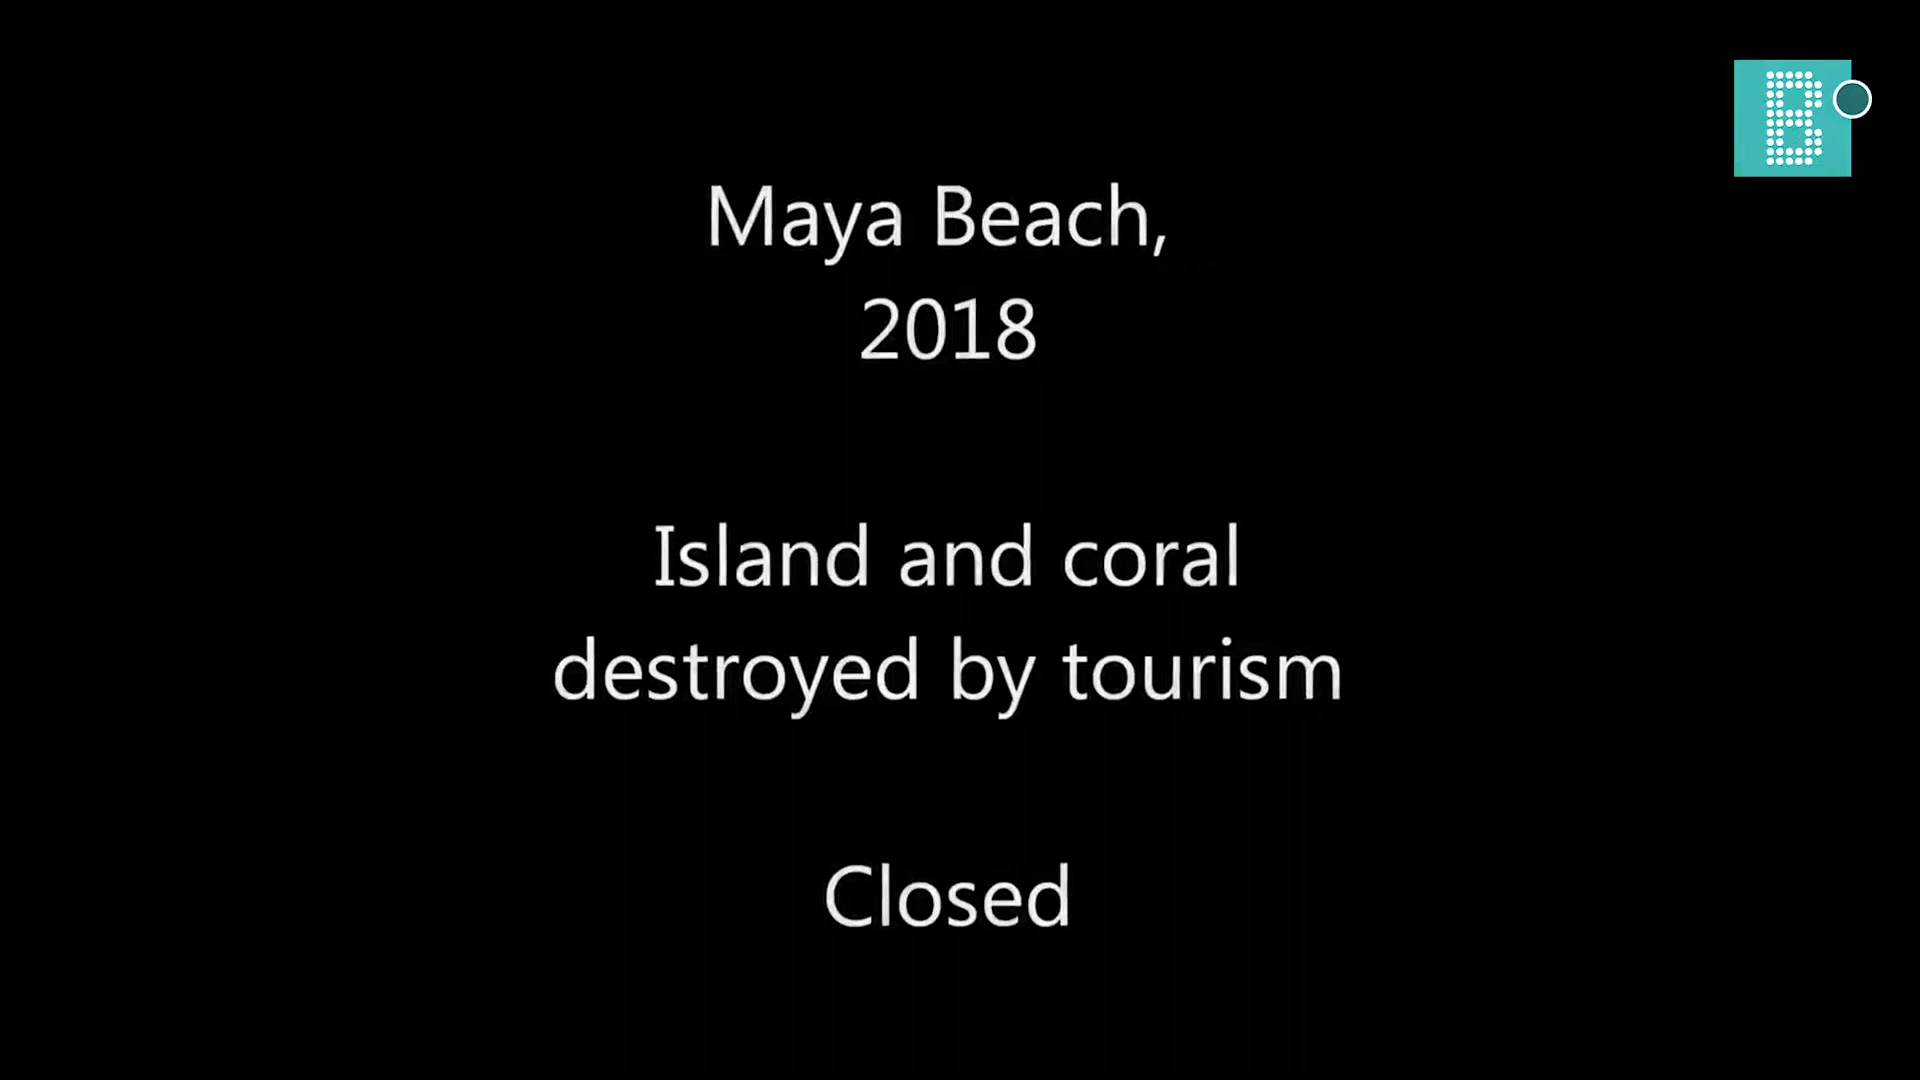 B
Maya Beach,
2018
Island and coral
destroyed by tourism
Closed